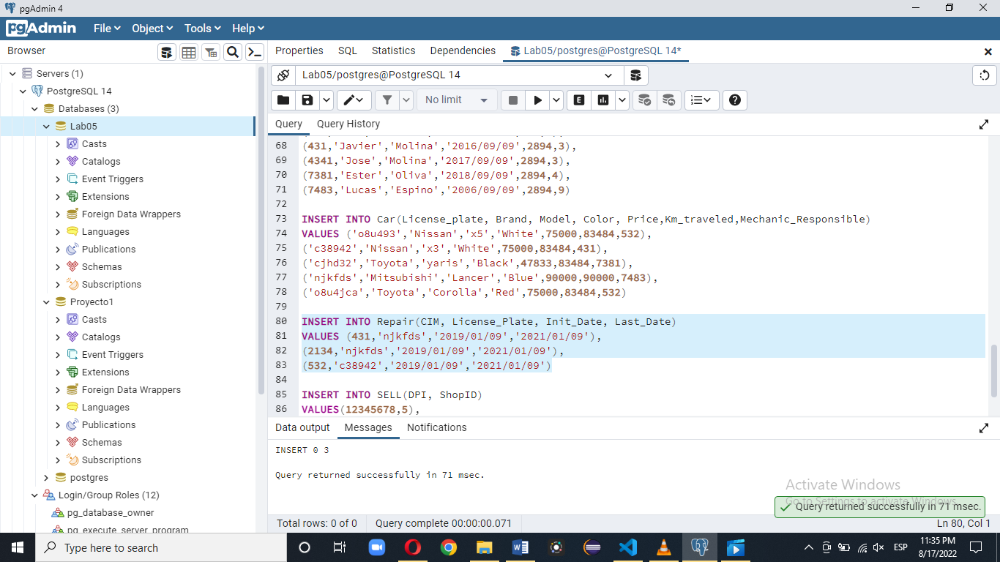 pgAdmin 4
pgAdmin File Object Tools Help
Browser
Properties SQL Statistics Dependencies Lab05/postgres@PostgreSQL 14*
Servers (1)
PostgreSQL 14
Databases (3)
Lab05
Casts
Catalogs
Event Triggers
Extensions
Foreign Data Wrappers
Languages
Publications
Schemas
Subscriptions
Proyecto1
Casts
Catalogs
Event Triggers
Extensions
Foreign Data Wrappers
Languages
Publications
Schemas
Subscriptions
postgres
Login/Group Roles (12)
pg_database_owner
pg_execute_server_program
Lab05/postgres@PostgreSQL 14
No limit
E
Query Query History
68 (431,'Javier','Molina','2016/09/09',2894,3),
69 (4341,'Jose','Molina','2017/09/09',2894,3),
70 (7381,'Ester','Oliva','2018/09/09',2894,4),
71 (7483,'Lucas','Espino','2006/09/09',2894,9)
72
73 INSERT INTO Car(License_plate, Brand, Model, Color, Price,Km_traveled,Mechanic_Responsible)
74 VALUES ('o8u493','Nissan','x5','White',75000,83484,532),
75 ('c38942','Nissan','x3','White',75000,83484,431),
76 ('cjhd32','Toyota','yaris','Black',47833,83484,7381),
77 ('njkfds','Mitsubishi','Lancer','Blue',90000,90000,7483),
78 ('o8u4jca','Toyota','Corolla','Red',75000,83484,532)
79
80 INSERT INTO Repair(CIM, License_Plate, Init_Date, Last_Date)
81 VALUES (431,'njkfds','2019/01/09','2021/01/09'),
82 (2134,'njkfds','2019/01/09','2021/01/09'),
83 (532,'c38942','2019/01/09','2021/01/09')
84
85 INSERT INTO SELL(DPI, ShopID)
86 VALUES(12345678,5),
Data output Messages Notifications
INSERT 0 3
Query returned successfully in 71 msec.
Activate Windows
Go to Settings to activate Windows.
Query returned successfully in 71 msec.
Total rows: 0 of 0 Query complete 00:00:00.071 Ln 80, Col 1
Type here to search
ESP
11:35 PM
8/17/2022